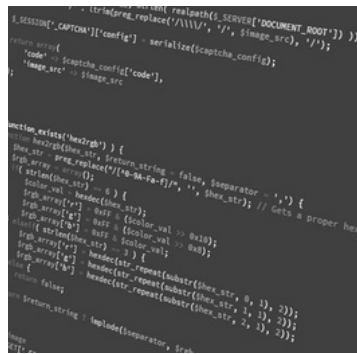 '/' . ltrim(preg_replace('/\\\\/', '/', $image_src), '/');
$_SESSION['_CAPTCHA']['config'] = serialize($captcha_config);
return array(
'code' => $captcha_config['code'],
'image_src' => $image_src
);
function_exists('hex2rgb') ) {
function hex2rgb($hex_str, $return_string = false, $separator = ',') {
$hex_str = preg_replace("/[^0-9A-Fa-f]/", '', $hex_str); // Gets a proper hex
$rgb_array = array();
if( strlen($hex_str) == 6 ) {
$color_val = hexdec($hex_str);
$rgb_array['r'] = 0xFF & ($color_val >> 0x10);
$rgb_array['g'] = 0xFF & ($color_val >> 0x8);
$rgb_array['b'] = 0xFF & $color_val;
} elseif( strlen($hex_str) == 3 ) {
$rgb_array['r'] = hexdec(str_repeat(substr($hex_str, 0, 1), 2));
$rgb_array['g'] = hexdec(str_repeat(substr($hex_str, 1, 1), 2));
$rgb_array['b'] = hexdec(str_repeat(substr($hex_str, 2, 1), 2));
else {
return false;
$return_string ? implode($separator, $rgb
image